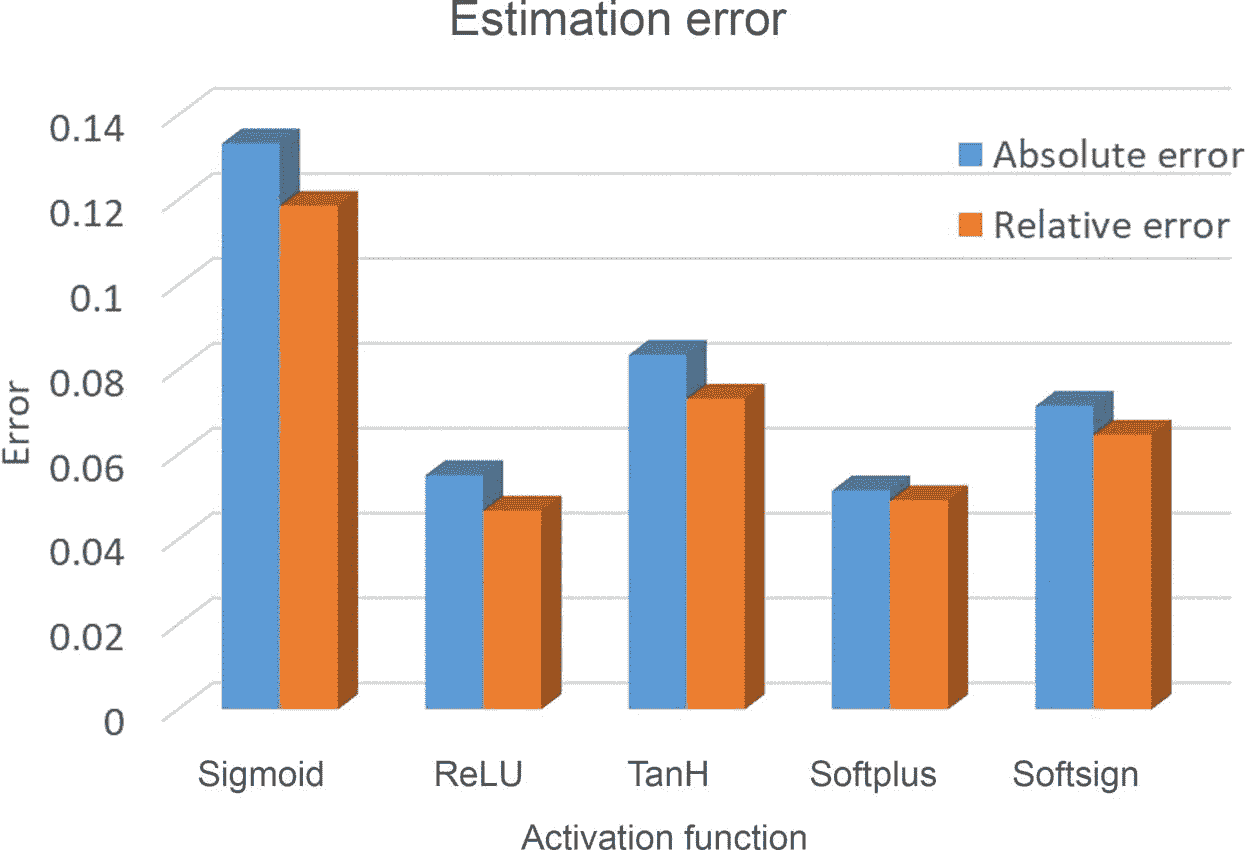 Estimation error
0.14
0.12
0.1
0.08
0.06
0.04
0.02
0
Error
Absolute error
Relative error
Sigmoid ReLU TanH Softplus Softsign
Activation function